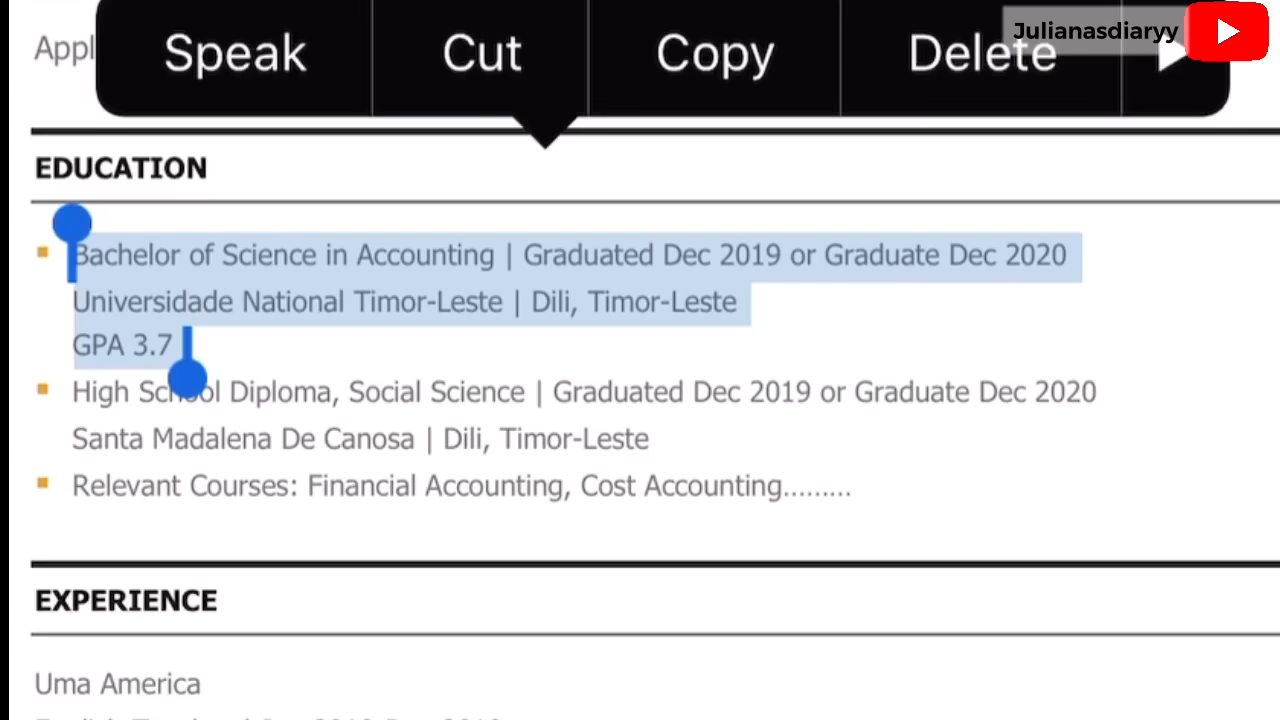 Julianasdiaryy
Speak Cut Copy Delete
Appl
EDUCATION
Bachelor of Science in Accounting | Graduated Dec 2019 or Graduate Dec 2020
Universidade National Timor-Leste | Dili, Timor-Leste
GPA 3.7
High School Diploma, Social Science | Graduated Dec 2019 or Graduate Dec 2020
Santa Madalena De Canosa | Dili, Timor-Leste
Relevant Courses: Financial Accounting, Cost Accounting.........
EXPERIENCE
Uma America